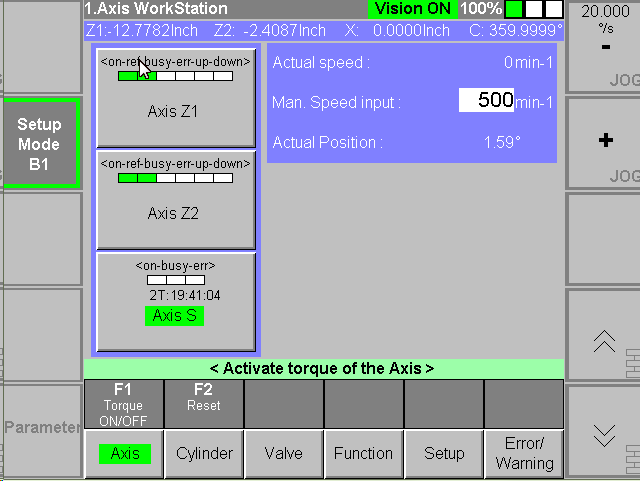 1.Axis WorkStation Vision ON 100%
Z1:-12.7782Inch Z2: -2.4087Inch X: 0.0000Inch C: 359.9999°
20.000
°/s
-
JOG
<on-ref-busy-err-up-down>
Axis Z1
Actual speed : 0 min-1
Man. Speed input : 500 min-1
Actual Position : 1.59°
Setup
Mode
B1
+
JOG
<on-ref-busy-err-up-down>
Axis Z2
<on-busy-err>
2T:19:41:04
Axis S
< Activate torque of the Axis >
F1
Torque
ON/OFF
F2
Reset
Parameter
Axis Cylinder Valve Function Setup Error/
Warning